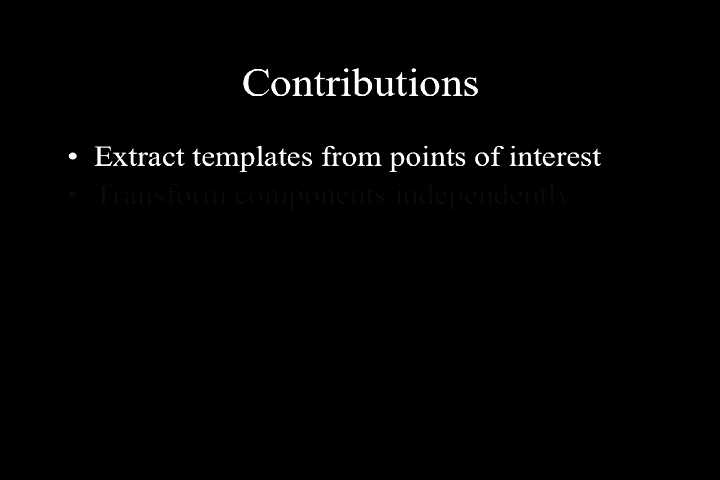 Contributions
• Extract templates from points of interest
• Transform components independently